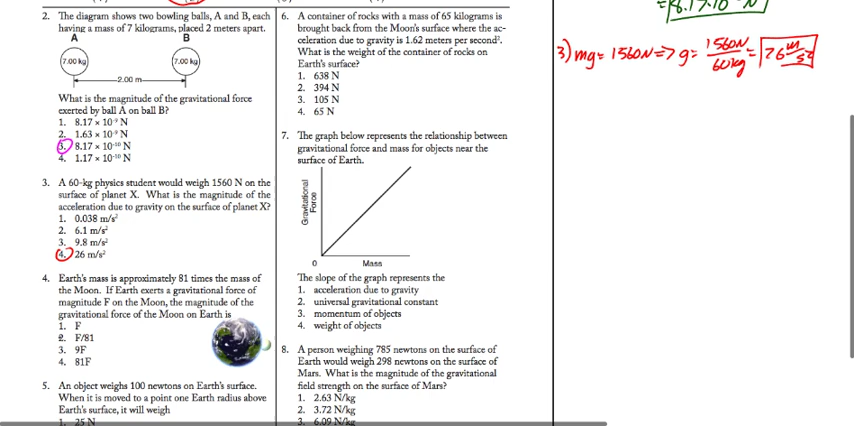 2. The diagram shows two bowling balls, A and B, each
having a mass of 7 kilograms, placed 2 meters apart.
A B
7.00 kg 7.00 kg
2.00 m
What is the magnitude of the gravitational force
exerted by ball A on ball B?
1. 8.17 × 10⁻⁹ N
2. 1.63 × 10⁻⁹ N
3. 8.17 × 10⁻¹⁰ N
4. 1.17 × 10⁻¹⁰ N
3. A 60-kg physics student would weigh 1560 N on the
surface of planet X. What is the magnitude of the
acceleration due to gravity on the surface of planet X?
1. 0.038 m/s²
2. 6.1 m/s²
3. 9.8 m/s²
4. 26 m/s²
4. Earth's mass is approximately 81 times the mass of
the Moon. If Earth exerts a gravitational force of
magnitude F on the Moon, the magnitude of the
gravitational force of the Moon on Earth is
1. F
2. F/81
3. 9F
4. 81F
5. An object weighs 100 newtons on Earth's surface.
When it is moved to a point one Earth radius above
Earth's surface, it will weigh
1. 25 N
6. A container of rocks with a mass of 65 kilograms is
brought back from the Moon's surface where the ac-
celeration due to gravity is 1.62 meters per second².
What is the weight of the container of rocks on
Earth's surface?
1. 638 N
2. 394 N
3. 105 N
4. 65 N
7. The graph below represents the relationship between
gravitational force and mass for objects near the
surface of Earth.
Gravitational
Force
0 Mass
The slope of the graph represents the
1. acceleration due to gravity
2. universal gravitational constant
3. momentum of objects
4. weight of objects
8. A person weighing 785 newtons on the surface of
Earth would weigh 298 newtons on the surface of
Mars. What is the magnitude of the gravitational
field strength on the surface of Mars?
1. 2.63 N/kg
2. 3.72 N/kg
3. 6.09 N/kg
3) mg = 1560N => g = 1560N/60kg = 26 m/s²